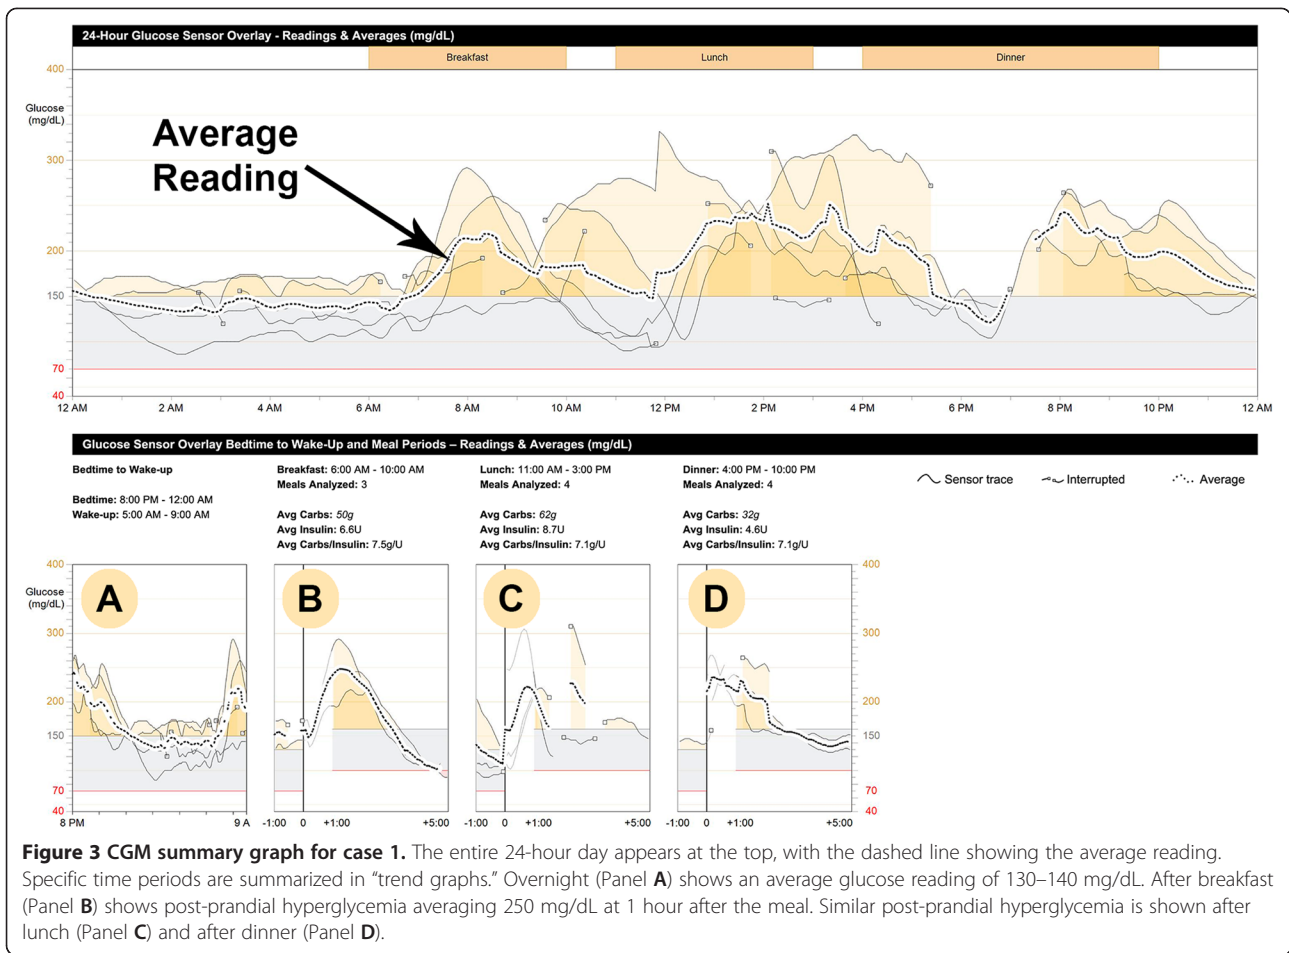 24-Hour Glucose Sensor Overlay - Readings & Averages (mg/dL)
Breakfast Lunch Dinner
400
Glucose
(mg/dL)
300
200
150
70
40
Average
Reading
12 AM 2 AM 4 AM 6 AM 8 AM 10 AM 12 PM 2 PM 4 PM 6 PM 8 PM 10 PM 12 AM
Glucose Sensor Overlay Bedtime to Wake-Up and Meal Periods – Readings & Averages (mg/dL)
Bedtime to Wake-up
Bedtime: 8:00 PM - 12:00 AM
Wake-up: 5:00 AM - 9:00 AM
Breakfast: 6:00 AM - 10:00 AM
Meals Analyzed: 3
Avg Carbs: 50g
Avg Insulin: 6.6U
Avg Carbs/Insulin: 7.5g/U
Lunch: 11:00 AM - 3:00 PM
Meals Analyzed: 4
Avg Carbs: 62g
Avg Insulin: 8.7U
Avg Carbs/Insulin: 7.1g/U
Dinner: 4:00 PM - 10:00 PM
Meals Analyzed: 4
Avg Carbs: 32g
Avg Insulin: 4.6U
Avg Carbs/Insulin: 7.1g/U
Sensor trace Interrupted Average
400
Glucose
(mg/dL)
300
200
150
70
40
A
8 PM 9 A
B
-1:00 0 +1:00 +5:00
C
-1:00 0 +1:00 +5:00
D
-1:00 0 +1:00 +5:00
400
300
200
150
70
40
Figure 3 CGM summary graph for case 1. The entire 24-hour day appears at the top, with the dashed line showing the average reading.
Specific time periods are summarized in “trend graphs.” Overnight (Panel A) shows an average glucose reading of 130–140 mg/dL. After breakfast
(Panel B) shows post-prandial hyperglycemia averaging 250 mg/dL at 1 hour after the meal. Similar post-prandial hyperglycemia is shown after
lunch (Panel C) and after dinner (Panel D).